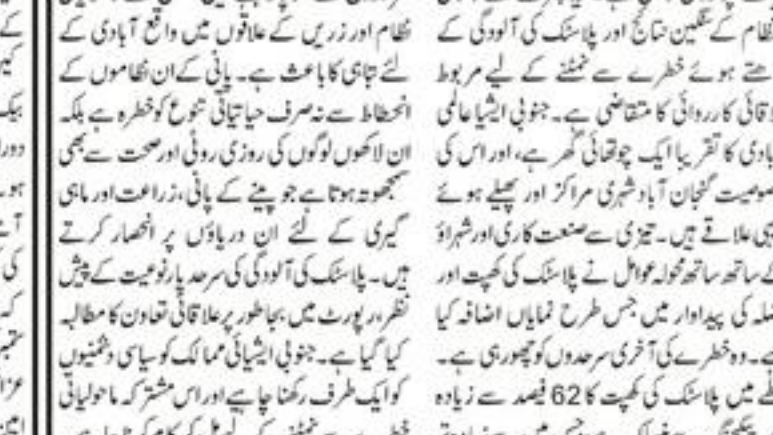 نظام کے سنگین نتائج اور پلاسٹک کی آلودگی کے
ہوئے خطرے سے نمٹنے کے لیے مربوط
کارروائی کا متقاضی ہے۔ جنوبی ایشیا عالمی
کا تقریباً ایک چوتھائی گھر ہے، اور اس کی
گنجان آباد شہری مراکز اور پھیلے ہوئے
علاقے ہیں۔ تیزی سے صنعت کاری اور شہراؤ
کے ساتھ ساتھ محولہ عوامل نے پلاسٹک کی کھپت اور
کی پیداوار میں جس طرح نمایاں اضافہ کیا
ہے۔ وہ خطرے کی آخری سرحدوں کو چھو رہی ہے۔
میں پلاسٹک کی کھپت کا 62 فیصد سے زیادہ
نظام اور زریں کے علاقوں میں واقع آبادی کے
لئے تباہی کا باعث ہے۔ پانی کے ان نظاموں کے
انحطاط سے نہ صرف حیاتیاتی تنوع کو خطرہ ہے بلکہ
ان لاکھوں لوگوں کی روزی روٹی اور صحت سے بھی
سمجھوتہ ہوتا ہے جو پینے کے پانی، زراعت اور ماہی
گیری کے لئے ان دریاؤں پر انحصار کرتے
ہیں۔ پلاسٹک کی آلودگی کی سرحد پار نوعیت کے پیش
نظر، رپورٹ میں بجا طور پر علاقائی تعاون کا مطالبہ
کیا گیا ہے۔ جنوبی ایشیائی ممالک کو سیاسی دشمنیوں
کو ایک طرف رکھنا چاہیے اور اس مشترکہ ماحولیاتی